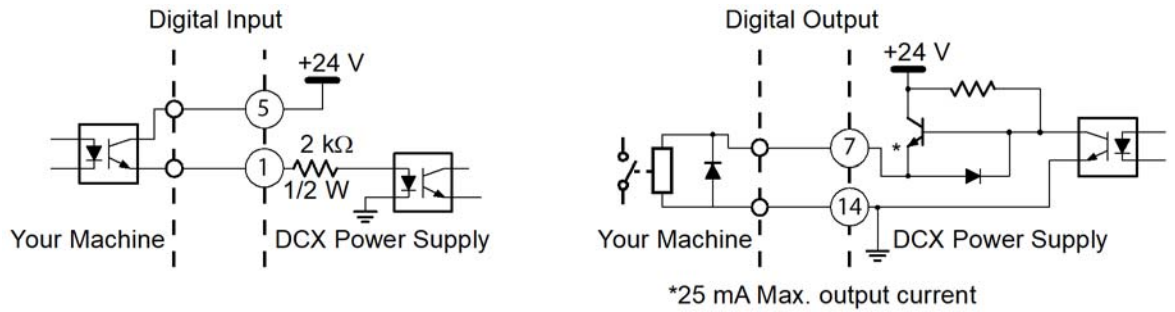 Digital Input
+24 V
5
1
2 kΩ
1/2 W
Your Machine
DCX Power Supply
Digital Output
+24 V
7
*
14
Your Machine
DCX Power Supply
*25 mA Max. output current